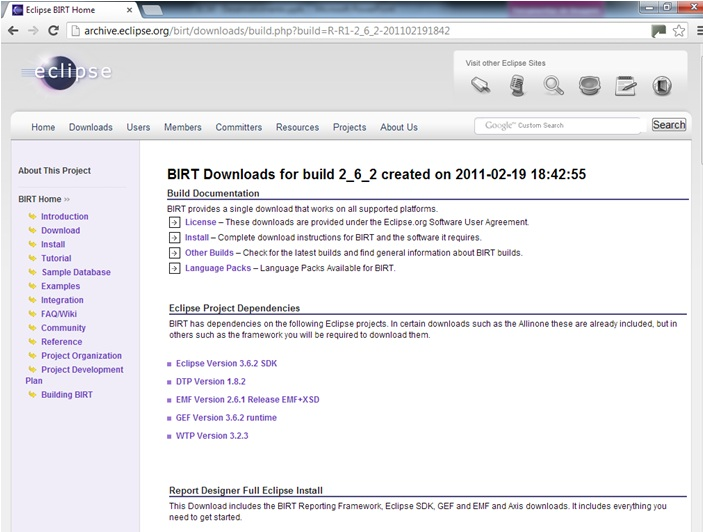 Eclipse BIRT Home
archive.eclipse.org/birt/downloads/build.php?build=R-R1-2_6_2-201102191842
eclipse
Visit other Eclipse Sites
Home Downloads Users Members Committers Resources Projects About Us
Google™ Custom Search Search
About This Project
BIRT Home »
Introduction
Download
Install
Tutorial
Sample Database
Examples
Integration
FAQ/Wiki
Community
Reference
Project Organization
Project Development
Plan
Building BIRT
BIRT Downloads for build 2_6_2 created on 2011-02-19 18:42:55
Build Documentation
BIRT provides a single download that works on all supported platforms.
License – These downloads are provided under the Eclipse.org Software User Agreement.
Install – Complete download instructions for BIRT and the software it requires.
Other Builds – Check for the latest builds and find general information about BIRT builds.
Language Packs – Language Packs Available for BIRT.
Eclipse Project Dependencies
BIRT has dependencies on the following Eclipse projects. In certain downloads such as the Allinone these are already included, but in
others such as the framework you will be required to download them.
Eclipse Version 3.6.2 SDK
DTP Version 1.8.2
EMF Version 2.6.1 Release EMF+XSD
GEF Version 3.6.2 runtime
WTP Version 3.2.3
Report Designer Full Eclipse Install
This Download includes the BIRT Reporting Framework, Eclipse SDK, GEF and EMF and Axis downloads. It includes everything you
need to get started.